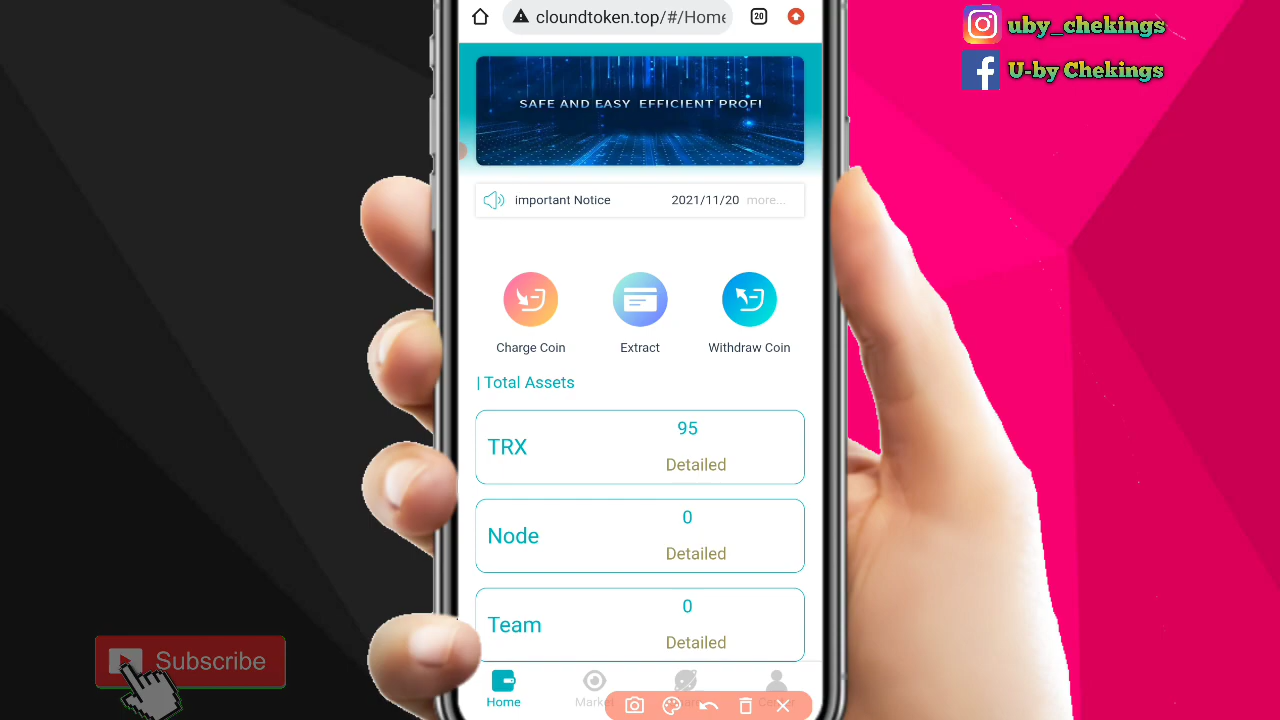 20
cloundtoken.top/#/Home
uby_chekings
U-by Chekings
SAFE AND EASY EFFICIENT PROFI
important Notice 2021/11/20 more...
Charge Coin Extract Withdraw Coin
| Total Assets
TRX 95
Detailed
Node 0
Detailed
Team 0
Detailed
Subscribe
Home